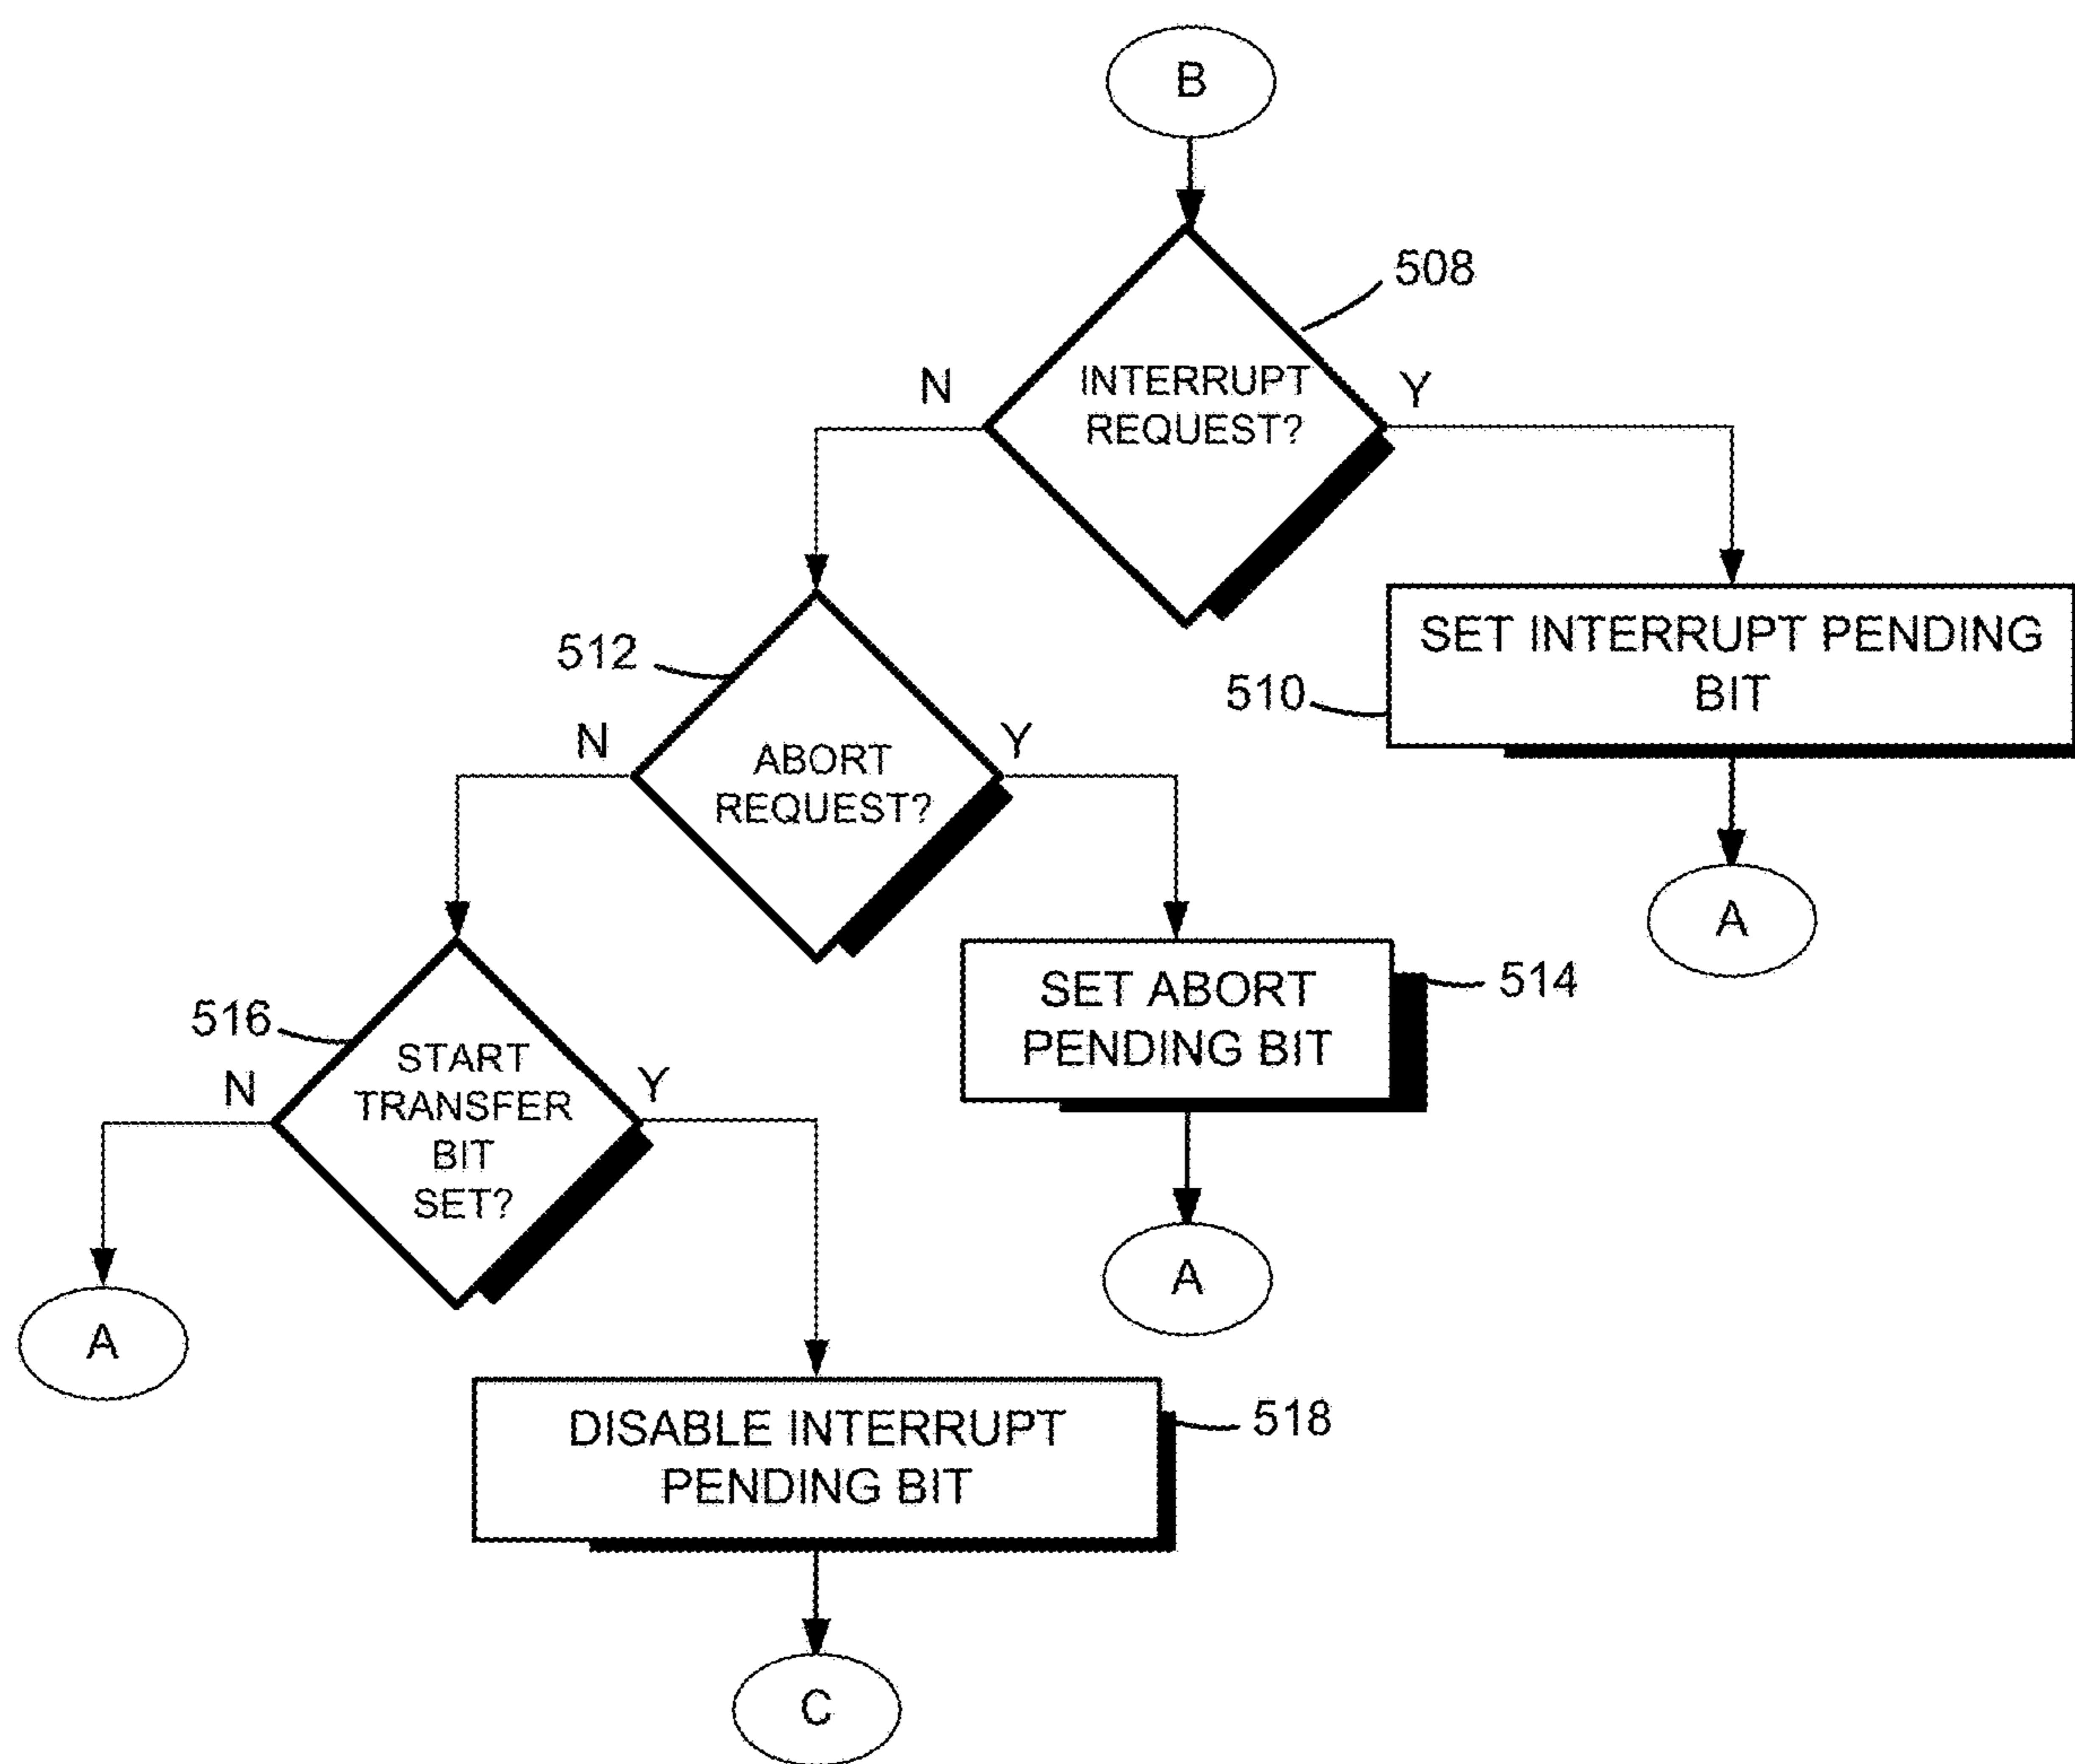 B
508
INTERRUPT
REQUEST?
N
Y
SET INTERRUPT PENDING
BIT
510
A
512
ABORT
REQUEST?
N
Y
SET ABORT
PENDING BIT
514
A
516
START
TRANSFER
BIT
SET?
N
Y
A
DISABLE INTERRUPT
PENDING BIT
518
C